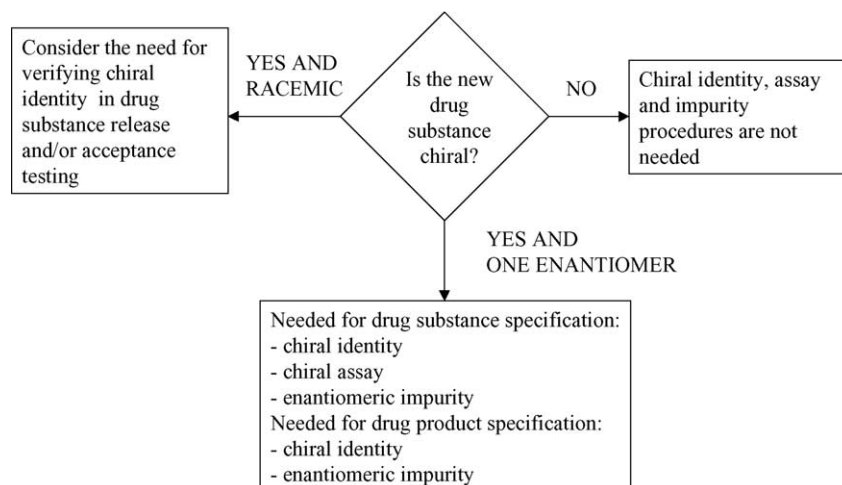 Consider the need for
verifying chiral
identity in drug
substance release
and/or acceptance
testing
YES AND
RACEMIC
Is the new
drug
substance
chiral?
NO
Chiral identity, assay
and impurity
procedures are not
needed
YES AND
ONE ENANTIOMER
Needed for drug substance specification:
- chiral identity
- chiral assay
- enantiomeric impurity
Needed for drug product specification:
- chiral identity
- enantiomeric impurity